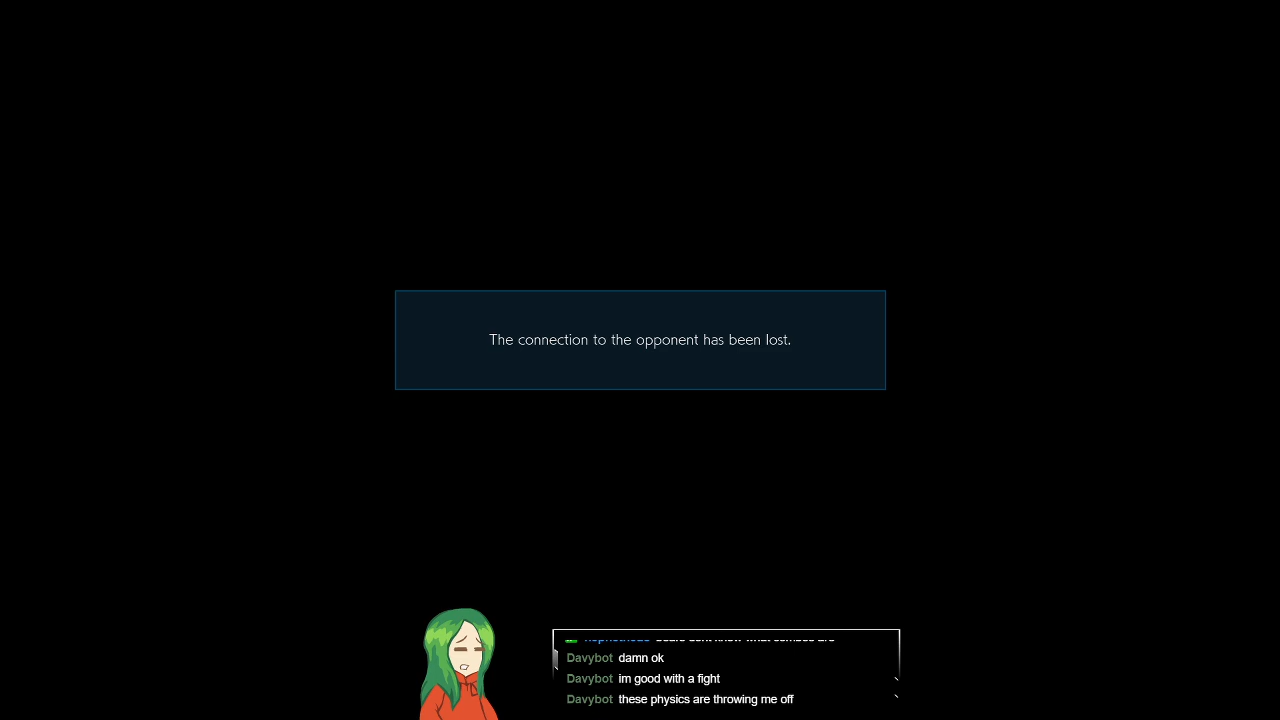 The connection to the opponent has been lost.
Davybot damn ok
Davybot im good with a fight
Davybot these physics are throwing me off